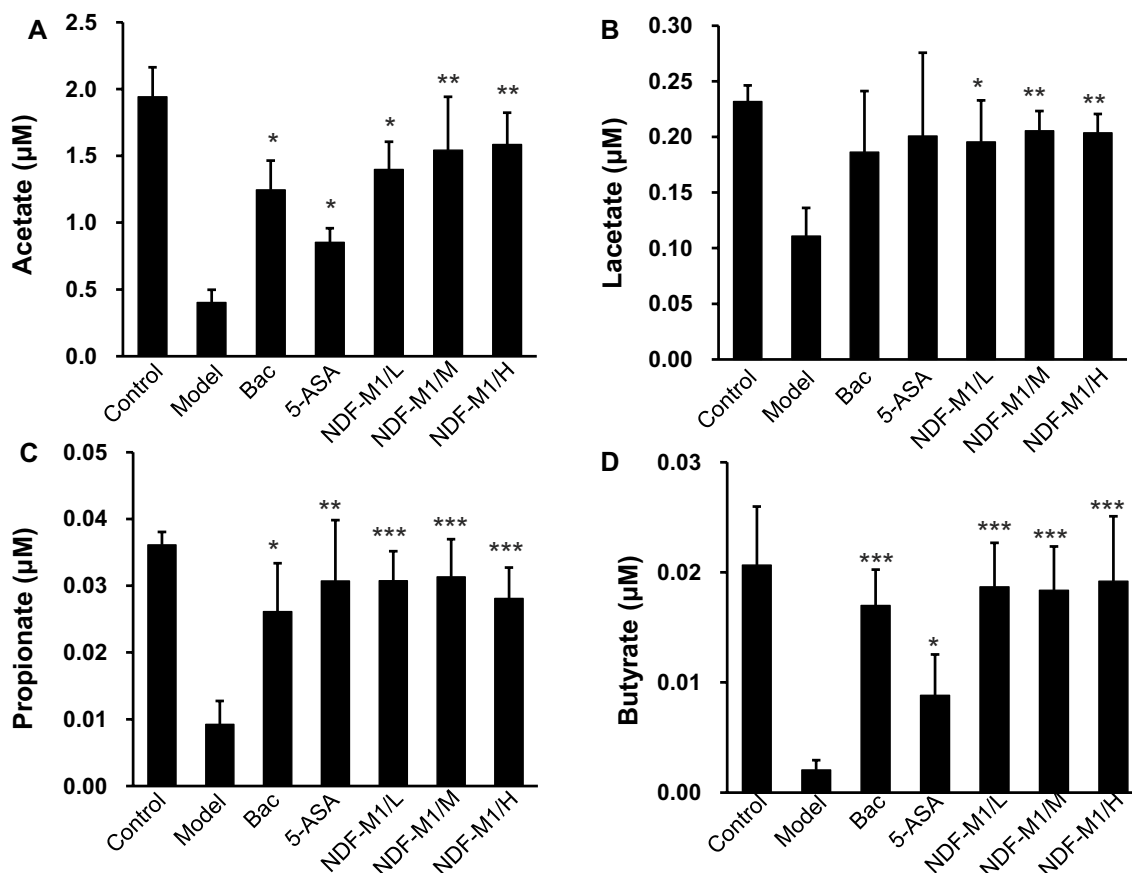 A
Acetate (µM)
2.5
2.0
1.5
1.0
0.5
0.0
*
*
*
**
**
Control
Model
Bac
5-ASA
NDF-M1/L
NDF-M1/M
NDF-M1/H
B
Lacetate (µM)
0.30
0.25
0.20
0.15
0.10
0.05
0.00
*
**
**
Control
Model
Bac
5-ASA
NDF-M1/L
NDF-M1/M
NDF-M1/H
C
Propionate (µM)
0.05
0.04
0.03
0.02
0.01
0.00
*
**
***
***
***
Control
Model
Bac
5-ASA
NDF-M1/L
NDF-M1/M
NDF-M1/H
D
Butyrate (µM)
0.03
0.02
0.01
0.00
***
*
***
***
***
Control
Model
Bac
5-ASA
NDF-M1/L
NDF-M1/M
NDF-M1/H